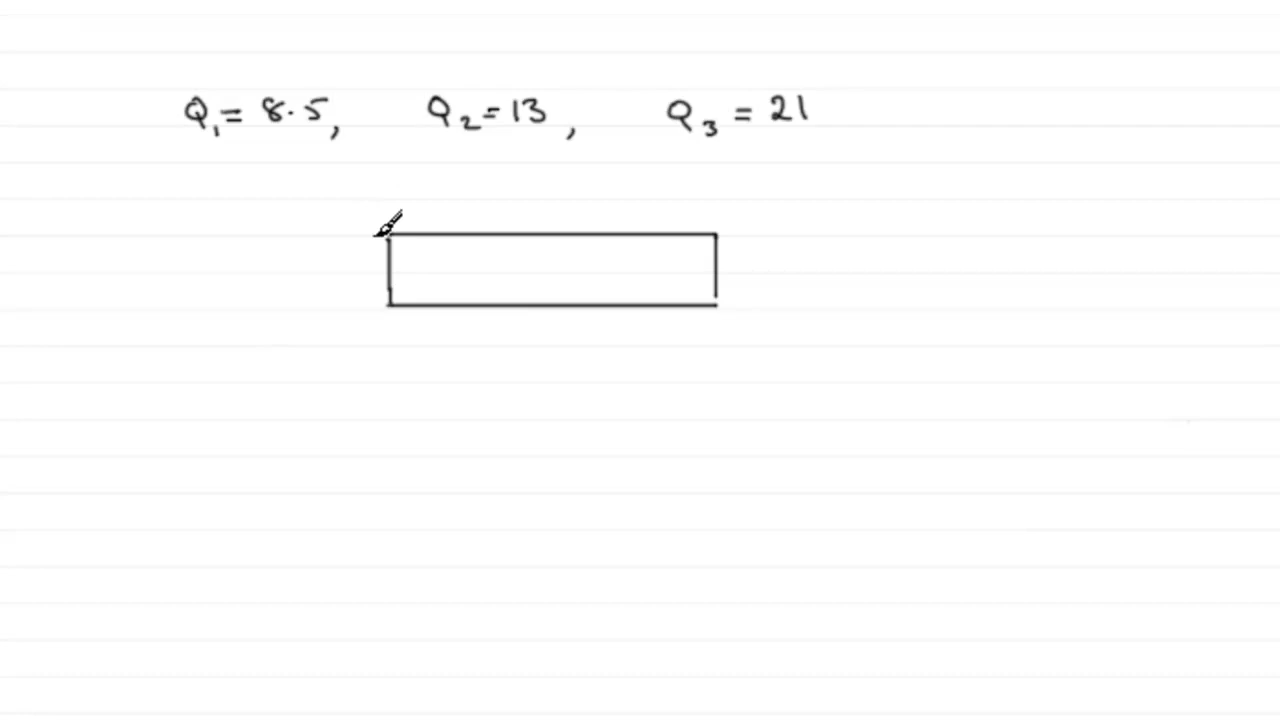 Q₁ = 8·5, Q₂ = 13, Q₃ = 21